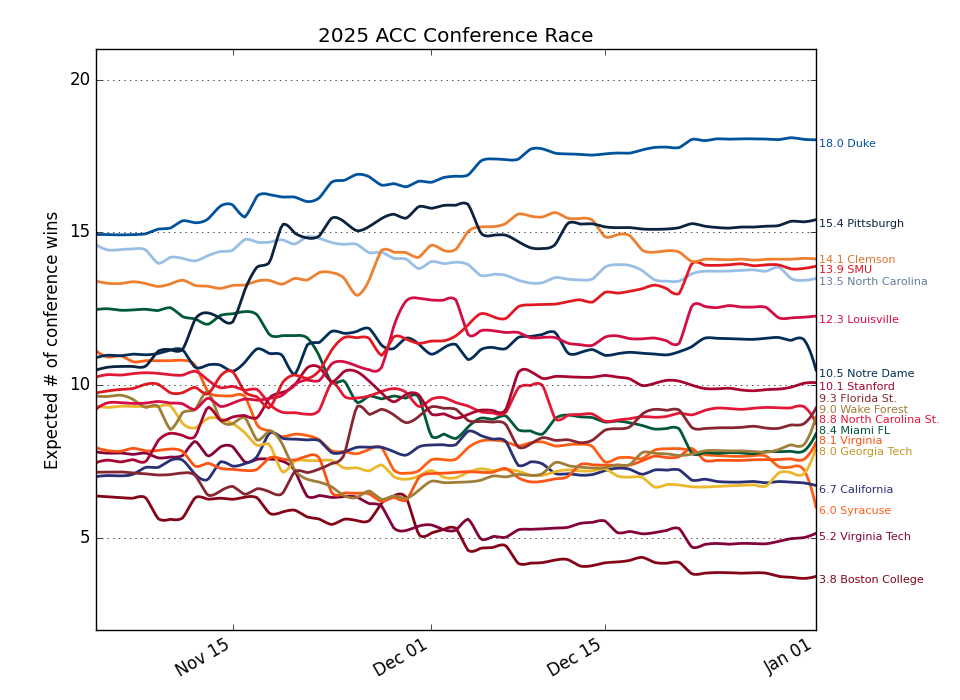 2025 ACC Conference Race
Expected # of conference wins
20
15
10
5
Nov 15
Dec 01
Dec 15
Jan 01
18.0 Duke
15.4 Pittsburgh
14.1 Clemson
13.9 SMU
13.5 North Carolina
12.3 Louisville
10.5 Notre Dame
10.1 Stanford
9.3 Florida St.
9.0 Wake Forest
8.8 North Carolina St.
8.4 Miami FL
8.1 Virginia
8.0 Georgia Tech
6.7 California
6.0 Syracuse
5.2 Virginia Tech
3.8 Boston College